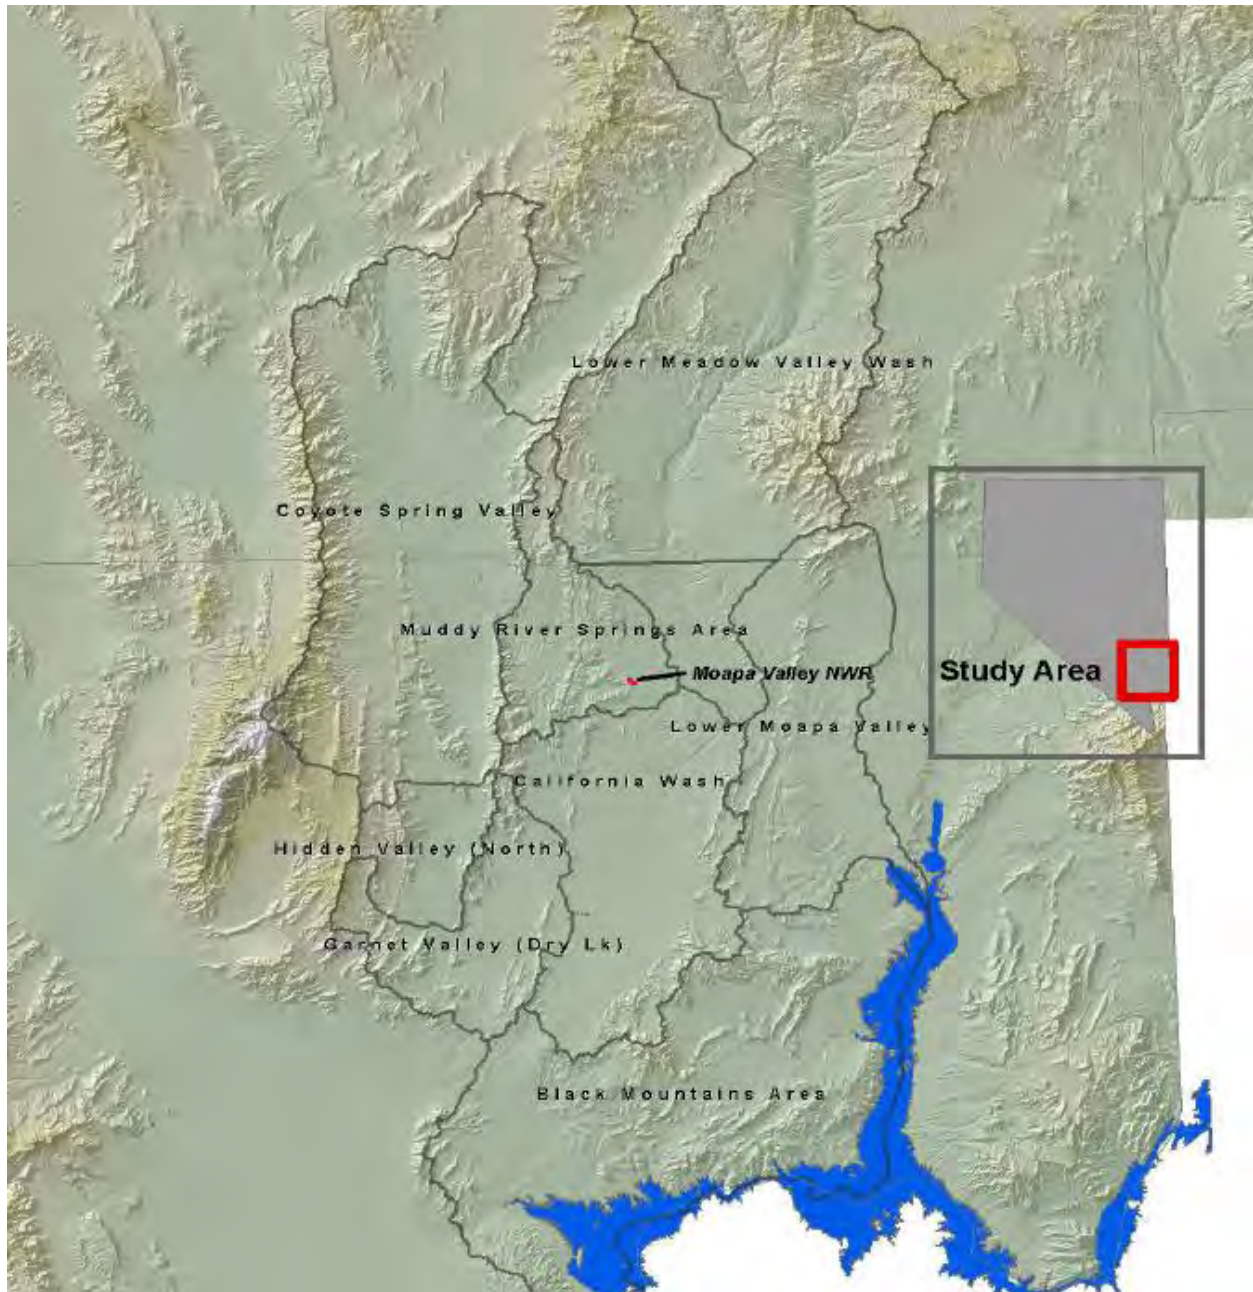 Lower Meadow Valley Wash
Coyote Spring Valley
Muddy River Springs Area
Moapa Valley NWR
Study Area
Lower Moapa Valley
California Wash
Hidden Valley (North)
Garnet Valley (Dry Lk)
Black Mountains Area